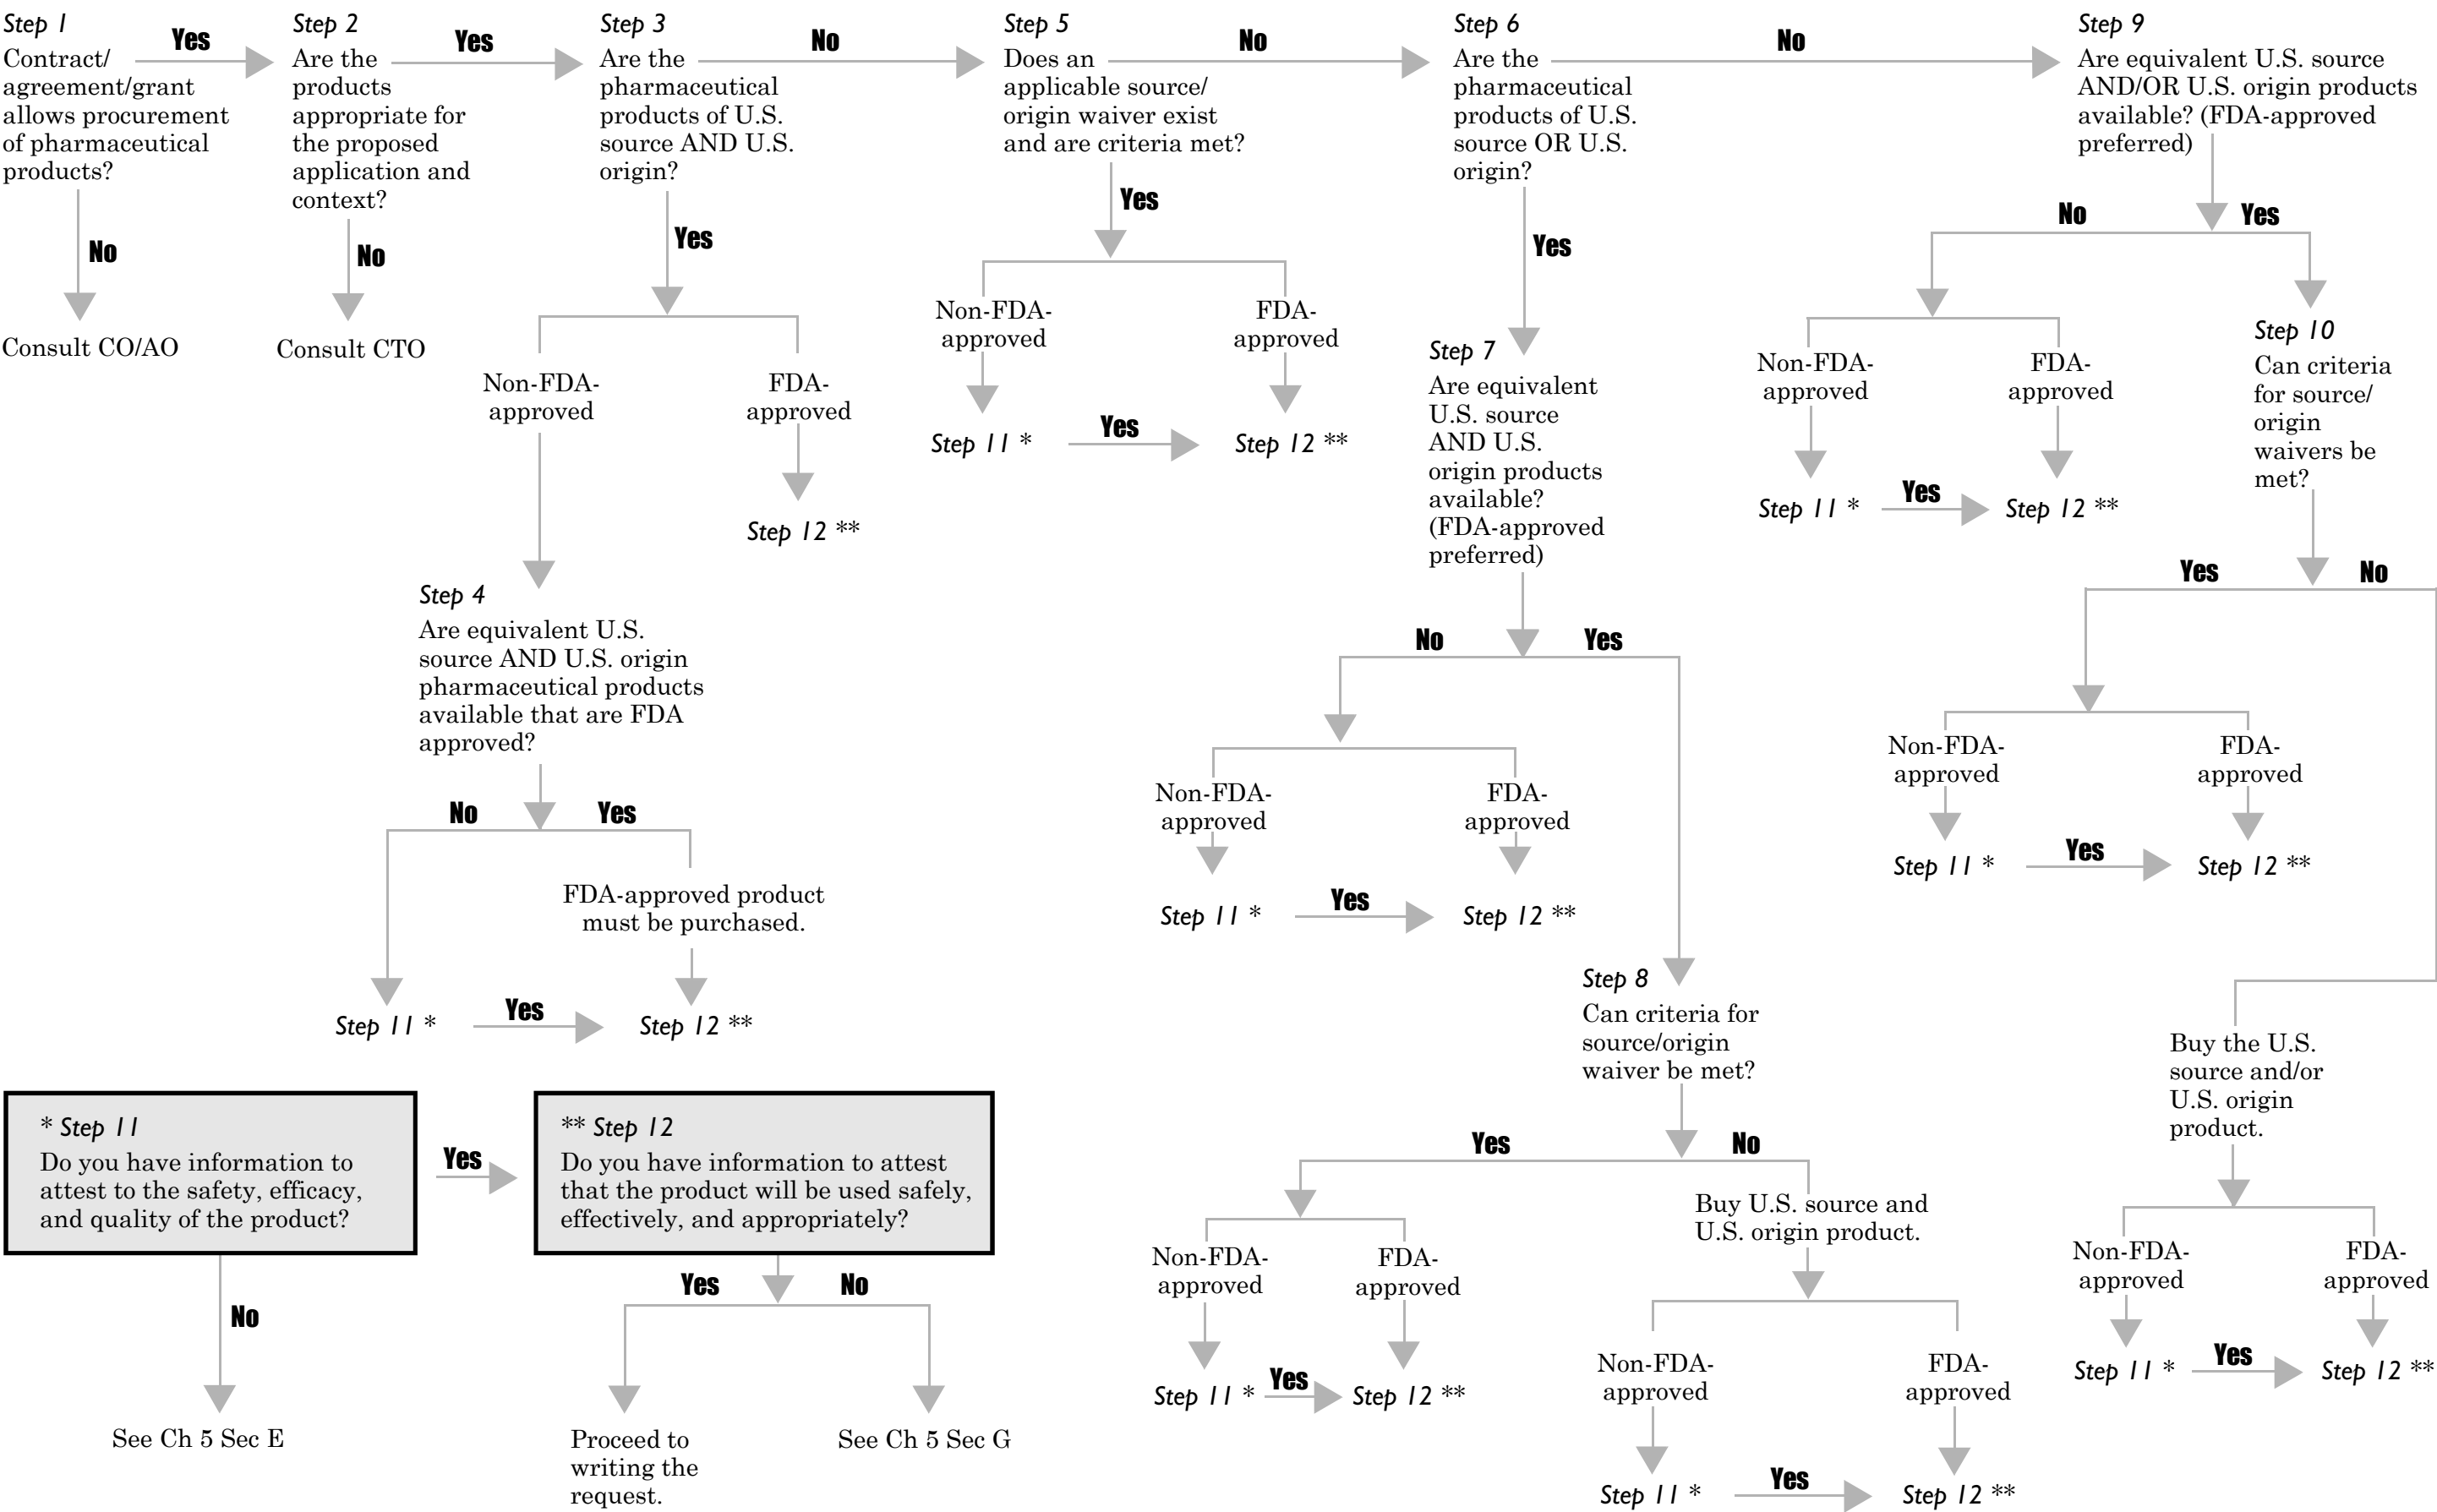 Step 1
Contract/
agreement/grant
allows procurement
of pharmaceutical
products?
Yes
No
Consult CO/AO
Step 2
Are the
products
appropriate for
the proposed
application and
context?
Yes
No
Consult CTO
Step 3
Are the
pharmaceutical
products of U.S.
source AND U.S.
origin?
No
Yes
Non-FDA-
approved
FDA-
approved
Step 12 **
Step 4
Are equivalent U.S.
source AND U.S. origin
pharmaceutical products
available that are FDA
approved?
No
Yes
FDA-approved product
must be purchased.
Step 11 *
Yes
Step 12 **
Step 5
Does an
applicable source/
origin waiver exist
and are criteria met?
No
Yes
Non-FDA-
approved
FDA-
approved
Step 11 *
Yes
Step 12 **
Step 6
Are the
pharmaceutical
products of U.S.
source OR U.S.
origin?
No
Yes
Step 7
Are equivalent
U.S. source
AND U.S.
origin products
available?
(FDA-approved
preferred)
No
Yes
Non-FDA-
approved
FDA-
approved
Step 11 *
Yes
Step 12 **
Step 8
Can criteria for
source/origin
waiver be met?
Yes
No
Non-FDA-
approved
FDA-
approved
Step 11 *
Yes
Step 12 **
Buy U.S. source and
U.S. origin product.
Non-FDA-
approved
FDA-
approved
Step 11 *
Yes
Step 12 **
Step 9
Are equivalent U.S. source
AND/OR U.S. origin products
available? (FDA-approved
preferred)
No
Yes
Non-FDA-
approved
FDA-
approved
Step 11 *
Yes
Step 12 **
Step 10
Can criteria
for source/
origin
waivers be
met?
Yes
No
Non-FDA-
approved
FDA-
approved
Step 11 *
Yes
Step 12 **
Buy the U.S.
source and/or
U.S. origin
product.
Non-FDA-
approved
FDA-
approved
Step 11 *
Yes
Step 12 **
* Step 11
Do you have information to
attest to the safety, efficacy,
and quality of the product?
Yes
No
See Ch 5 Sec E
** Step 12
Do you have information to attest
that the product will be used safely,
effectively, and appropriately?
Yes
No
Proceed to
writing the
request.
See Ch 5 Sec G